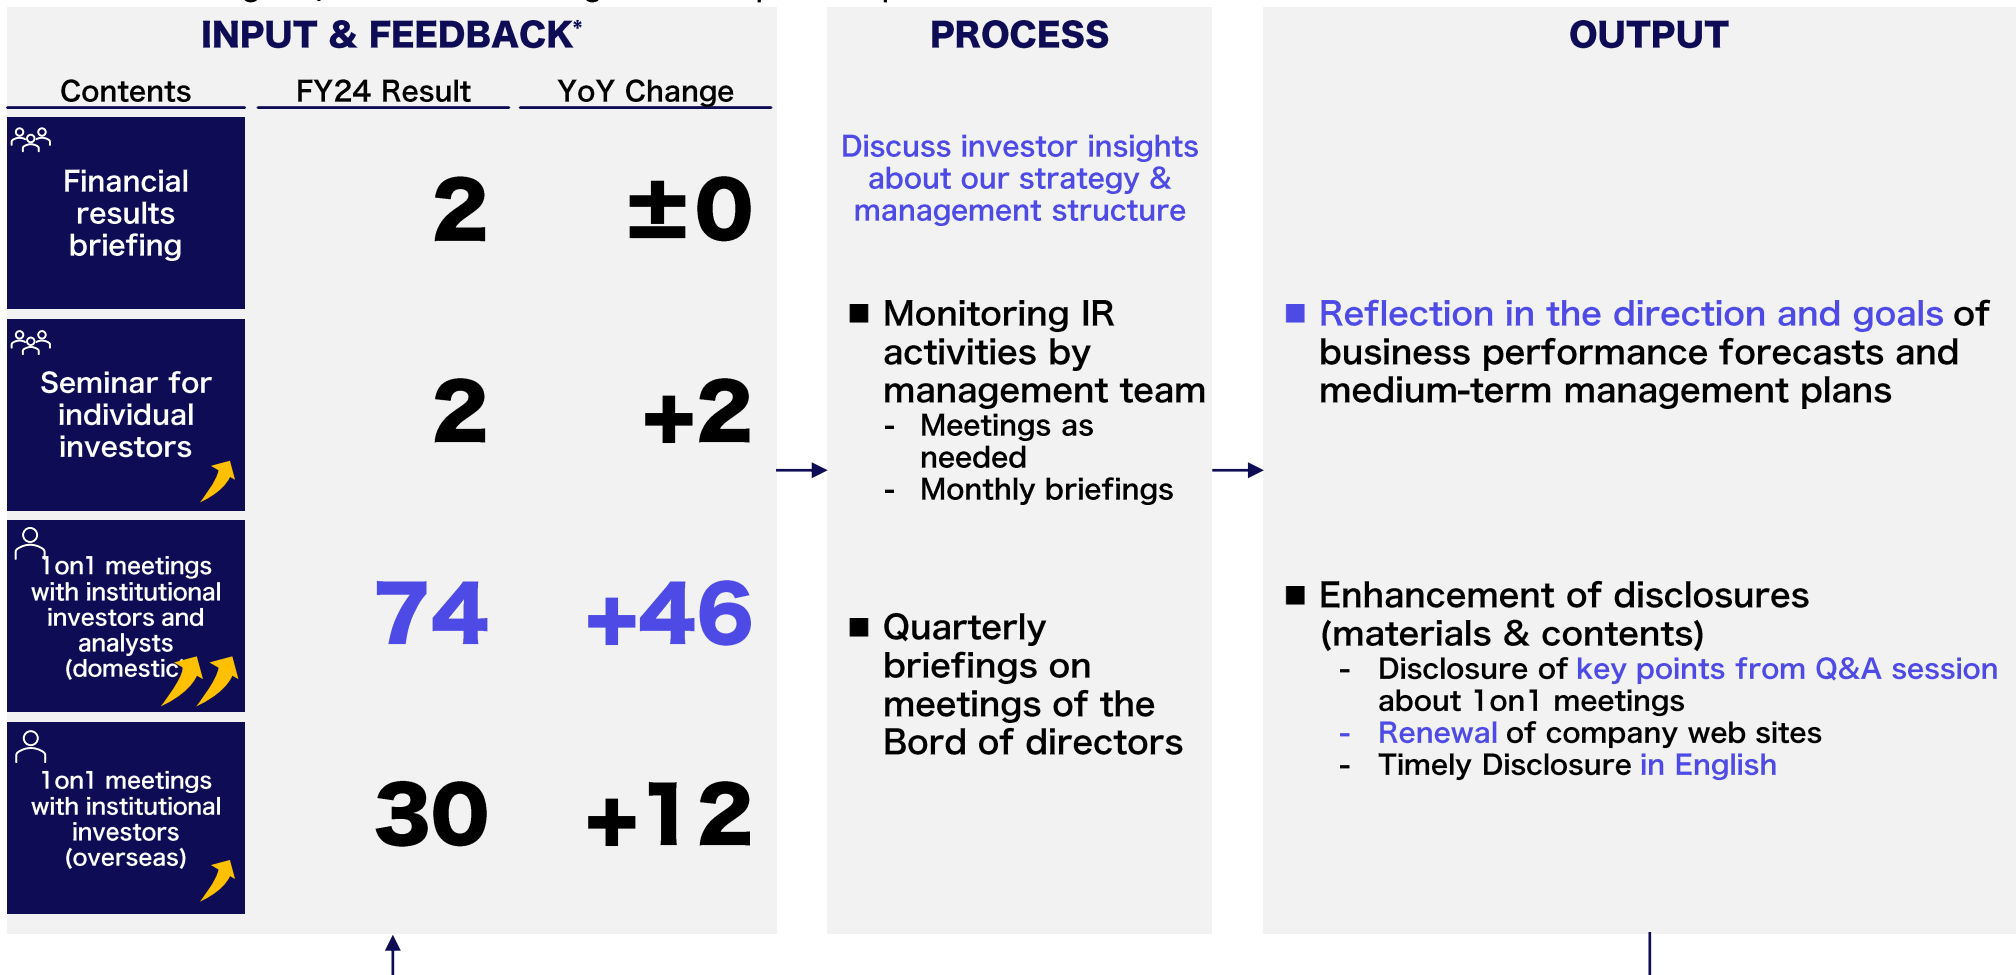 INPUT & FEEDBACK*
Contents
FY24 Result
YoY Change
Financial
results
briefing
2
±0
Seminar for
individual
investors
2
+2
1on1 meetings
with institutional
investors and
analysts
(domestic
74
+46
1on1 meetings
with institutional
investors
(overseas)
30
+12
PROCESS
Discuss investor insights
about our strategy &
management structure
■ Monitoring IR
activities by
management team
- Meetings as
needed
- Monthly briefings
■ Quarterly
briefings on
meetings of the
Bord of directors
OUTPUT
■ Reflection in the direction and goals of
business performance forecasts and
medium-term management plans
■ Enhancement of disclosures
(materials & contents)
- Disclosure of key points from Q&A session
about 1on1 meetings
- Renewal of company web sites
- Timely Disclosure in English